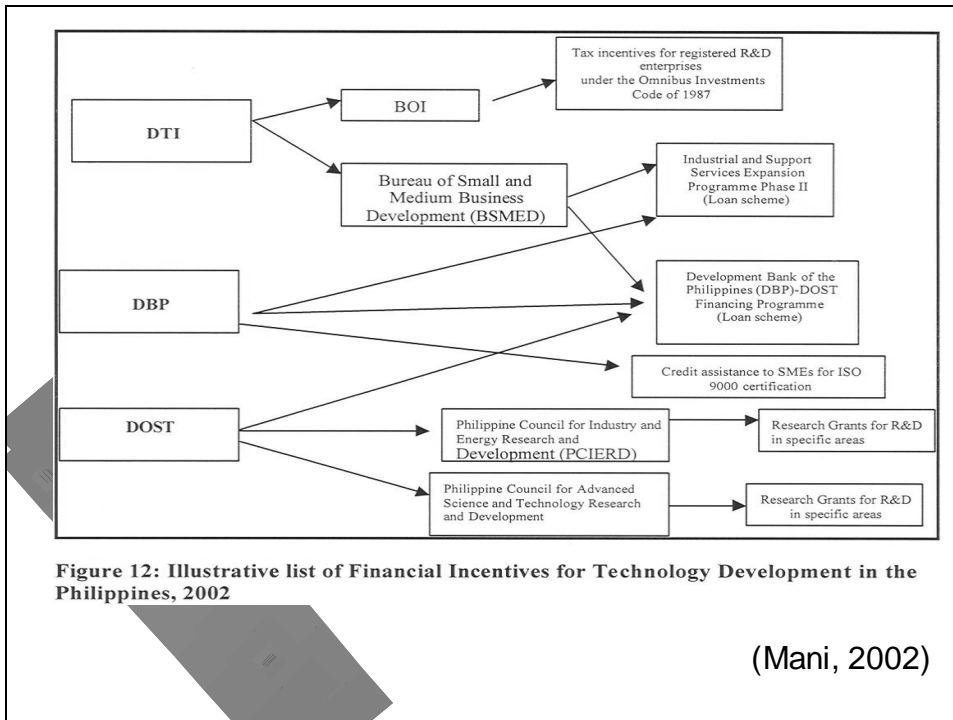 Tax incentives for registered R&D
enterprises
under the Omnibus Investments
Code of 1987
BOI
DTI
Bureau of Small and
Medium Business
Development (BSMED)
Industrial and Support
Services Expansion
Programme Phase II
(Loan scheme)
DBP
Development Bank of the
Philippines (DBP)-DOST
Financing Programme
(Loan scheme)
Credit assistance to SMEs for ISO
9000 certification
DOST
Philippine Council for Industry and
Energy Research and
Development (PCIERD)
Research Grants for R&D
in specific areas
Philippine Council for Advanced
Science and Technology Research
and Development
Research Grants for R&D
in specific areas
Figure 12: Illustrative list of Financial Incentives for Technology Development in the
Philippines, 2002
(Mani, 2002)